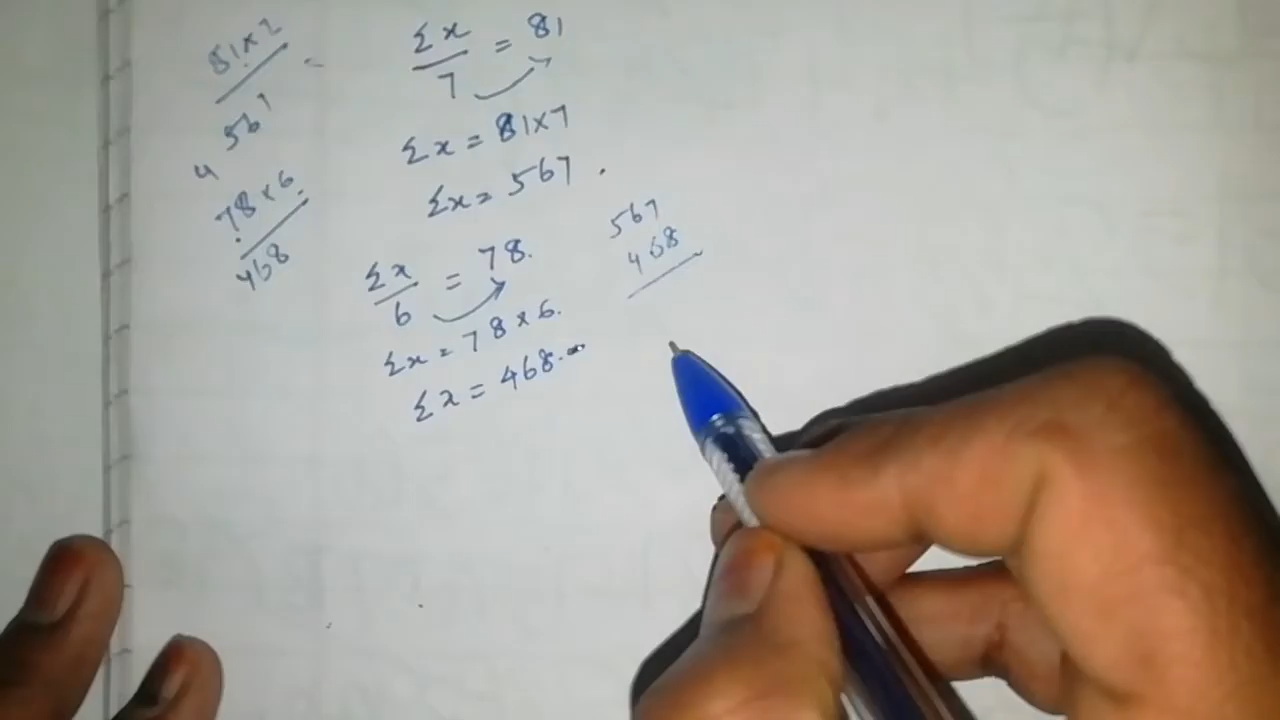 81×2
567
4
78×6
468
Σx/7 = 81
Σx = 81×7
Σx = 567.
Σx/6 = 78.
Σx = 78×6.
Σx = 468.
567
468